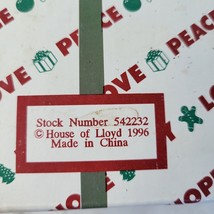 PEACE
LOVE
PEACE
LOVE
Stock Number 542232
© House of Lloyd 1996
Made in China